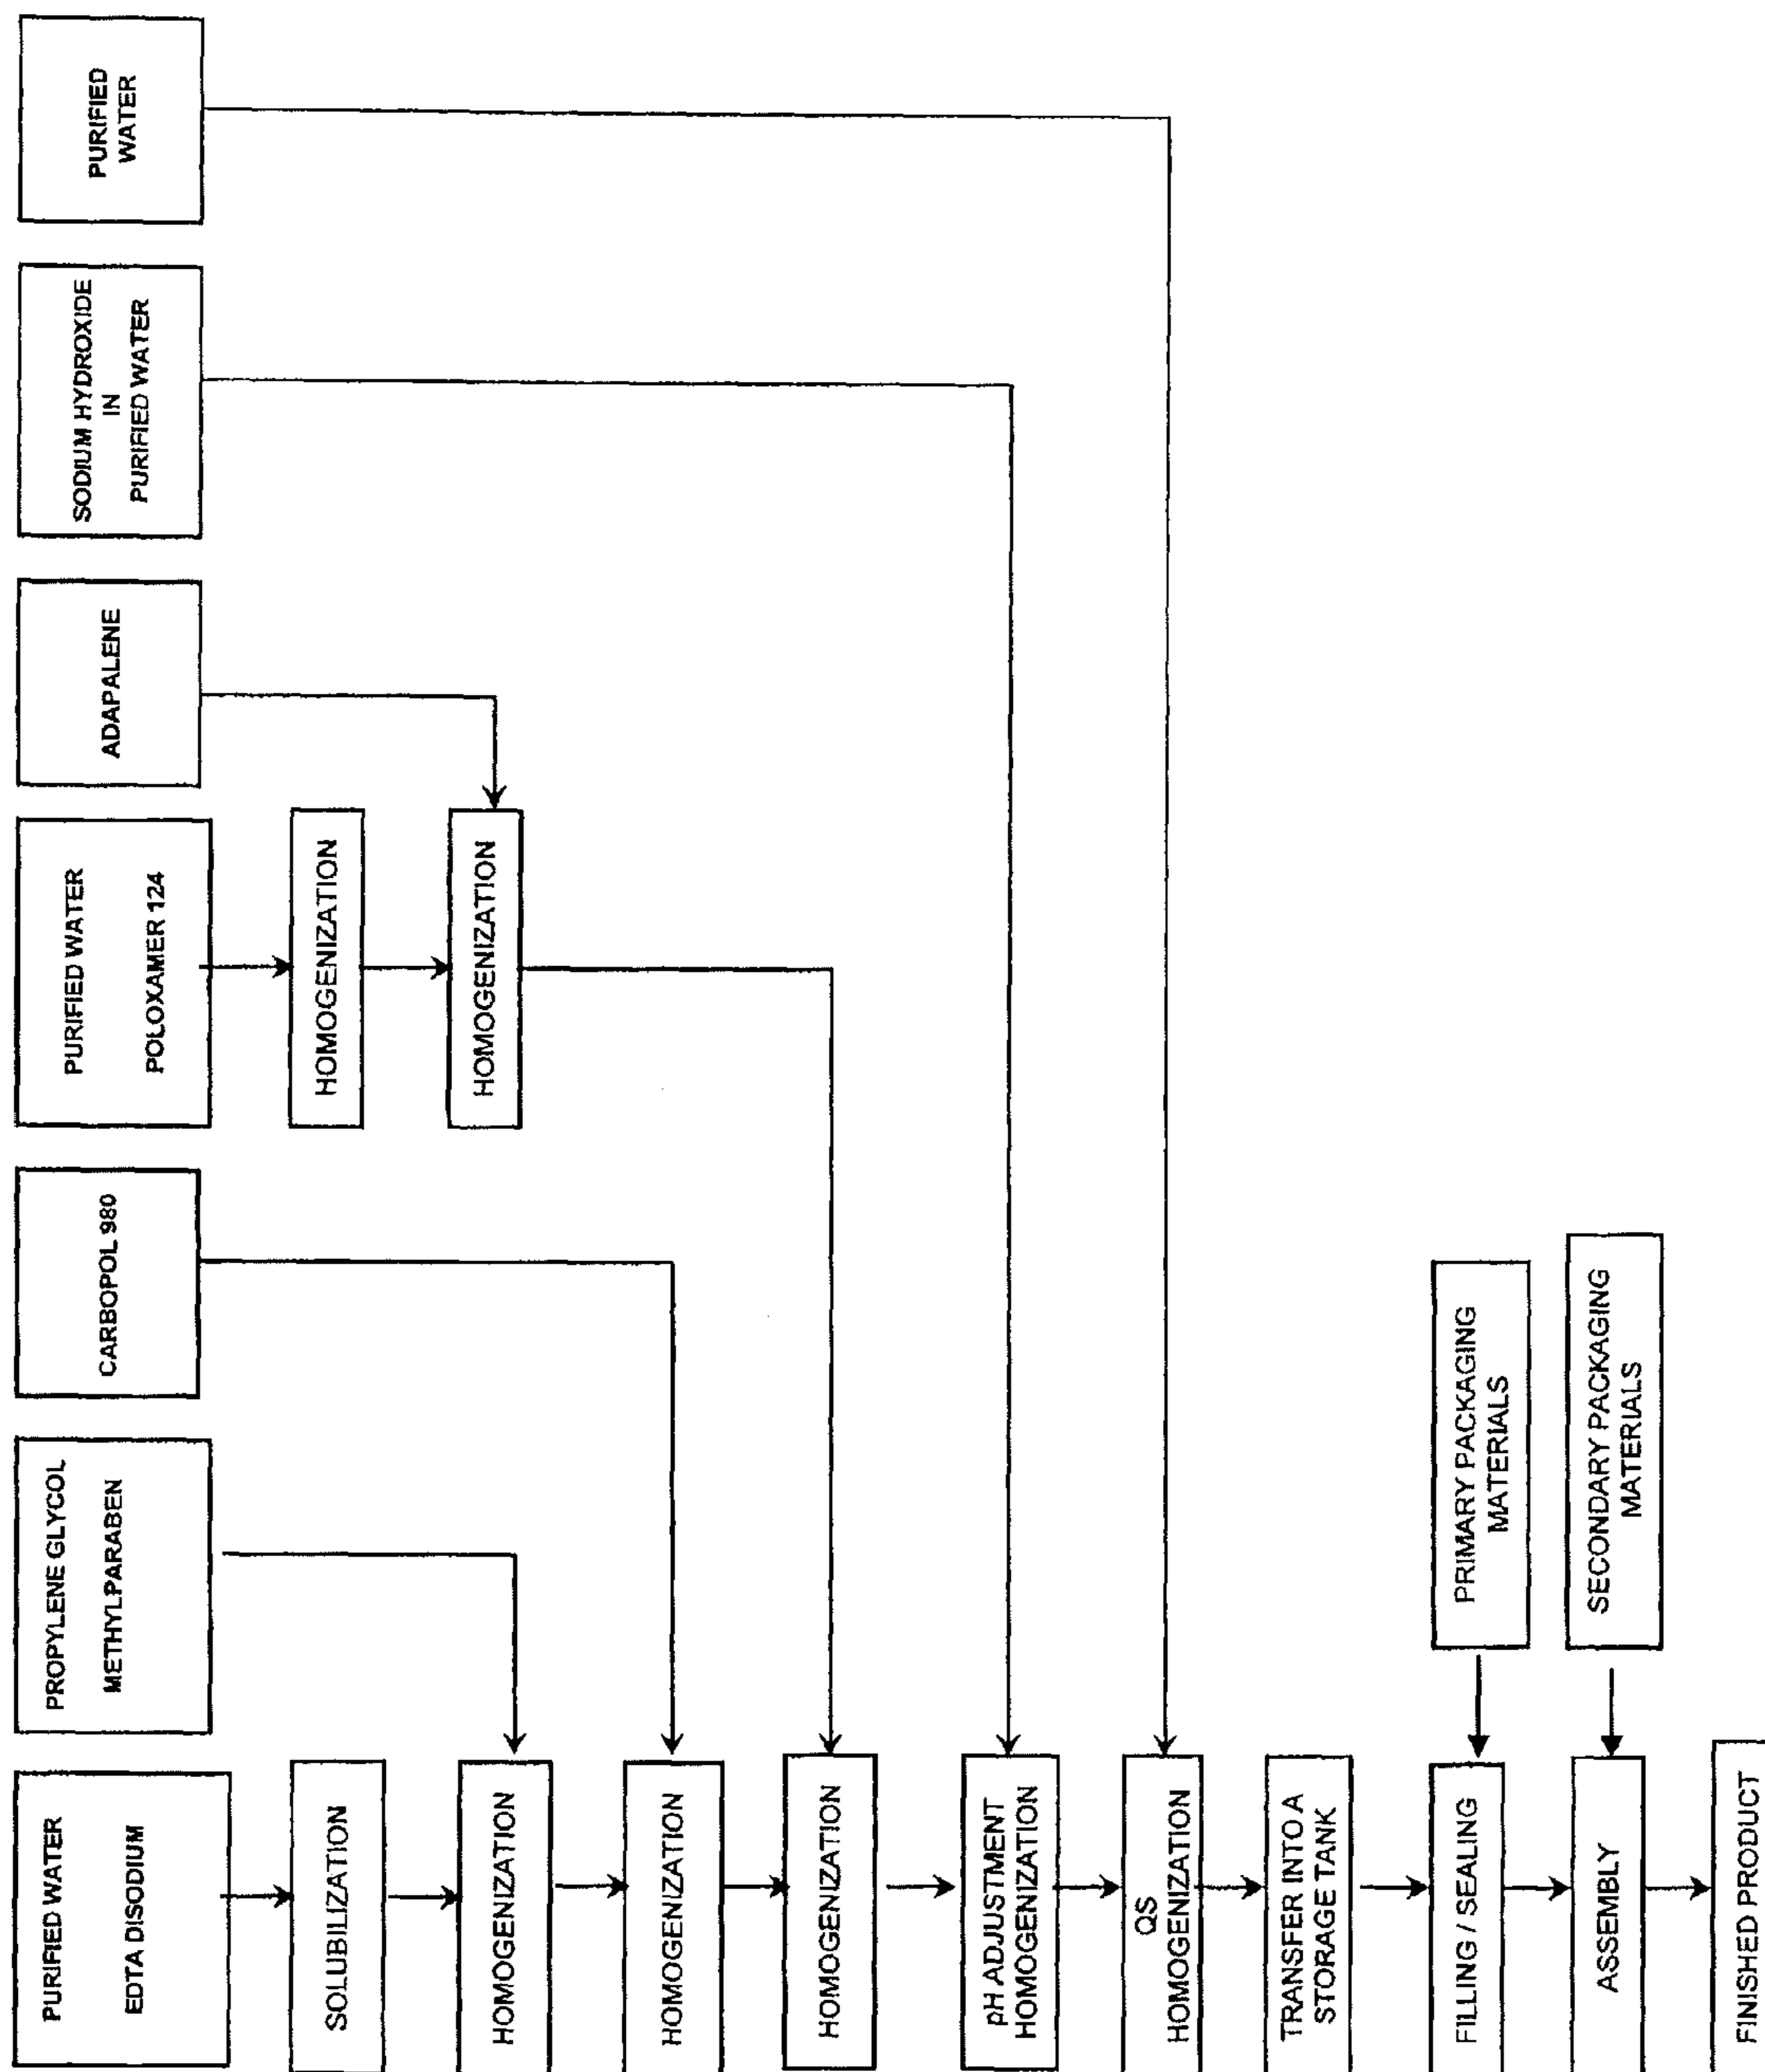 PURIFIED WATER
EDTA DISODIUM
PROPYLENE GLYCOL
METHYLPARABEN
CARBOPOL 980
PURIFIED WATER
POLOXAMER 124
ADAPALENE
SODIUM HYDROXIDE
IN
PURIFIED WATER
PURIFIED
WATER
SOLUBILIZATION
HOMOGENIZATION
HOMOGENIZATION
HOMOGENIZATION
HOMOGENIZATION
HOMOGENIZATION
pH ADJUSTMENT
HOMOGENIZATION
QS
HOMOGENIZATION
TRANSFER INTO A
STORAGE TANK
FILLING / SEALING
PRIMARY PACKAGING
MATERIALS
ASSEMBLY
SECONDARY PACKAGING
MATERIALS
FINISHED PRODUCT